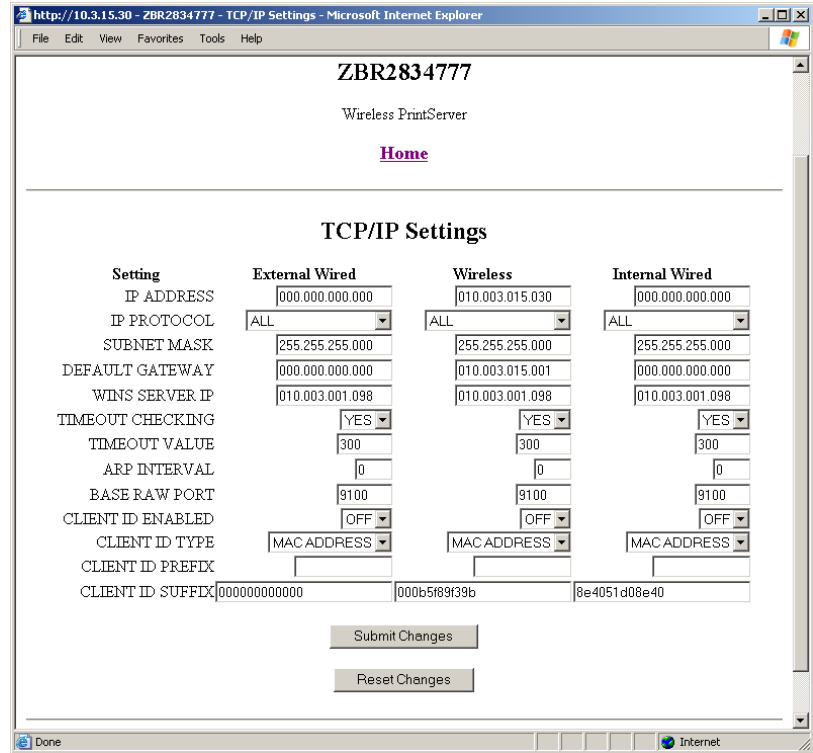 http://10.3.15.30 - ZBR2834777 - TCP/IP Settings - Microsoft Internet Explorer
File Edit View Favorites Tools Help
ZBR2834777
Wireless PrintServer
Home
TCP/IP Settings
Setting External Wired Wireless Internal Wired
IP ADDRESS 000.000.000.000 010.003.015.030 000.000.000.000
IP PROTOCOL ALL ALL ALL
SUBNET MASK 255.255.255.000 255.255.255.000 255.255.255.000
DEFAULT GATEWAY 000.000.000.000 010.003.015.001 000.000.000.000
WINS SERVER IP 010.003.001.098 010.003.001.098 010.003.001.098
TIMEOUT CHECKING YES YES YES
TIMEOUT VALUE 300 300 300
ARP INTERVAL 0 0 0
BASE RAW PORT 9100 9100 9100
CLIENT ID ENABLED OFF OFF OFF
CLIENT ID TYPE MAC ADDRESS MAC ADDRESS MAC ADDRESS
CLIENT ID PREFIX
CLIENT ID SUFFIX 000000000000 000b5f89f39b 8e4051d08e40
Submit Changes
Reset Changes
Done Internet